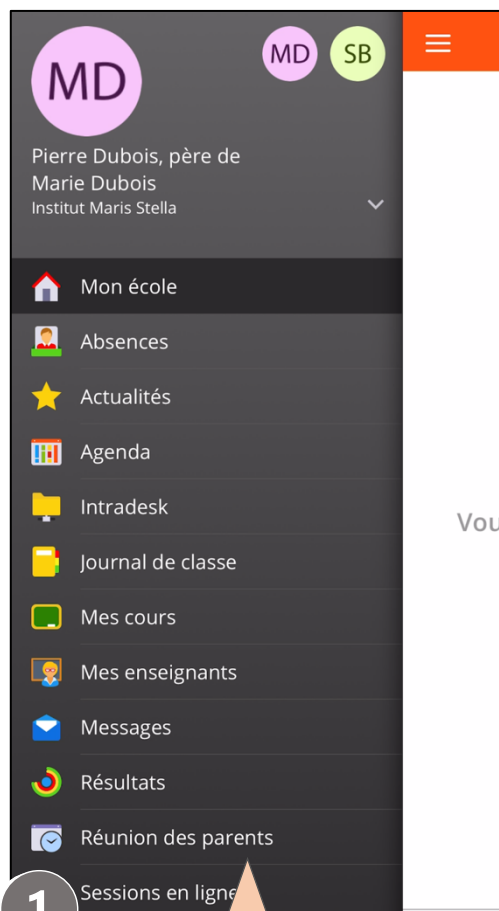 MD
MD SB
Pierre Dubois, père de
Marie Dubois
Institut Maris Stella
Mon école
Absences
Actualités
Agenda
Intradesk
Journal de classe
Mes cours
Mes enseignants
Messages
Résultats
Réunion des parents
Sessions en ligne
1